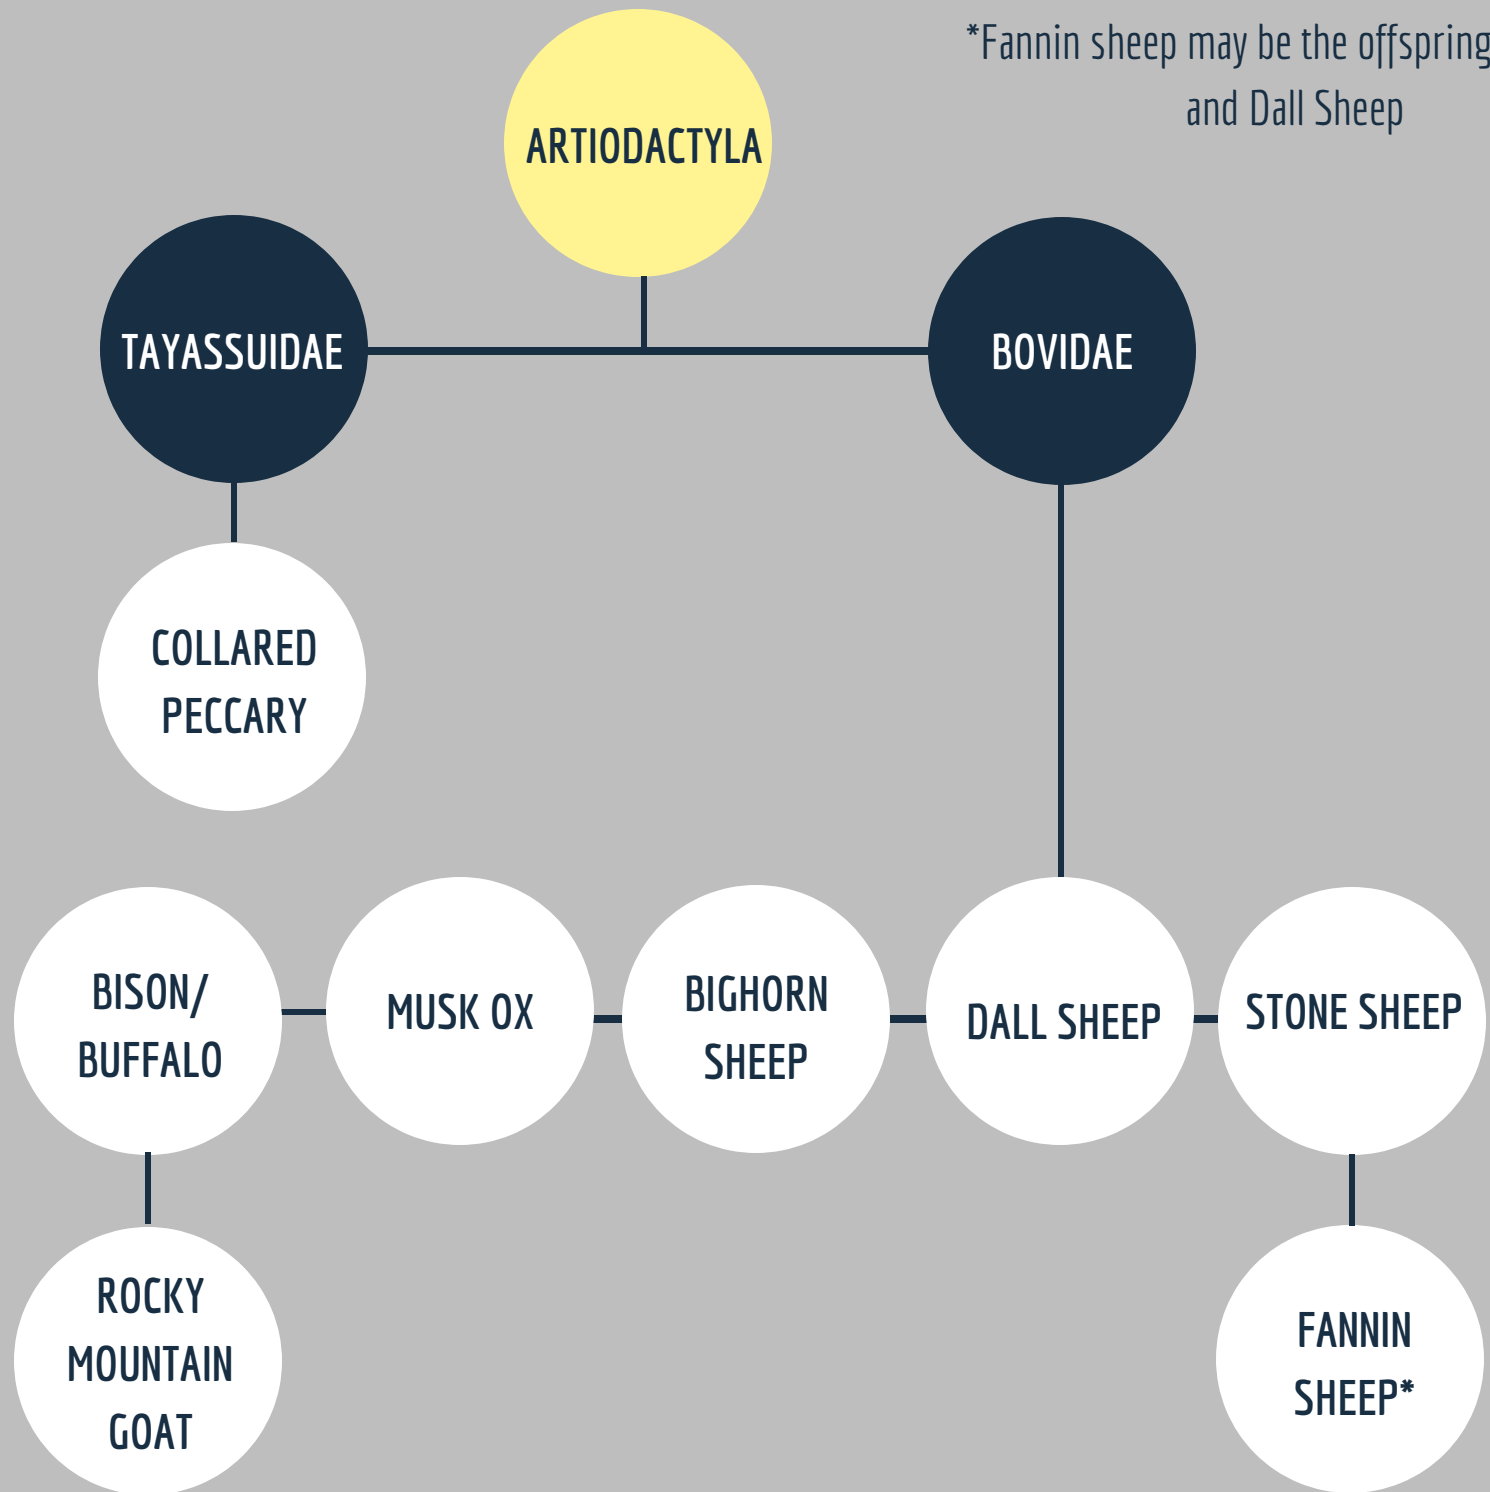 *Fannin sheep may be the offspring
and Dall Sheep
ARTIODACTYLA
TAYASSUIDAE
BOVIDAE
COLLARED
PECCARY
BISON/
BUFFALO
MUSK OX
BIGHORN
SHEEP
DALL SHEEP
STONE SHEEP
ROCKY
MOUNTAIN
GOAT
FANNIN
SHEEP*